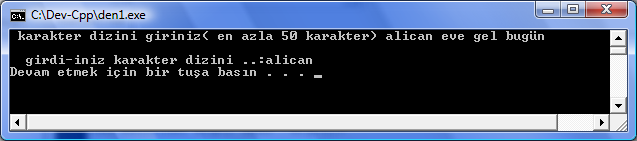 C:\Dev-Cpp\den1.exe
karakter dizini giriniz( en azla 50 karakter) alican eve gel bugün
girdi-iniz karakter dizini ..:alican
Devam etmek için bir tuşa basın . . .